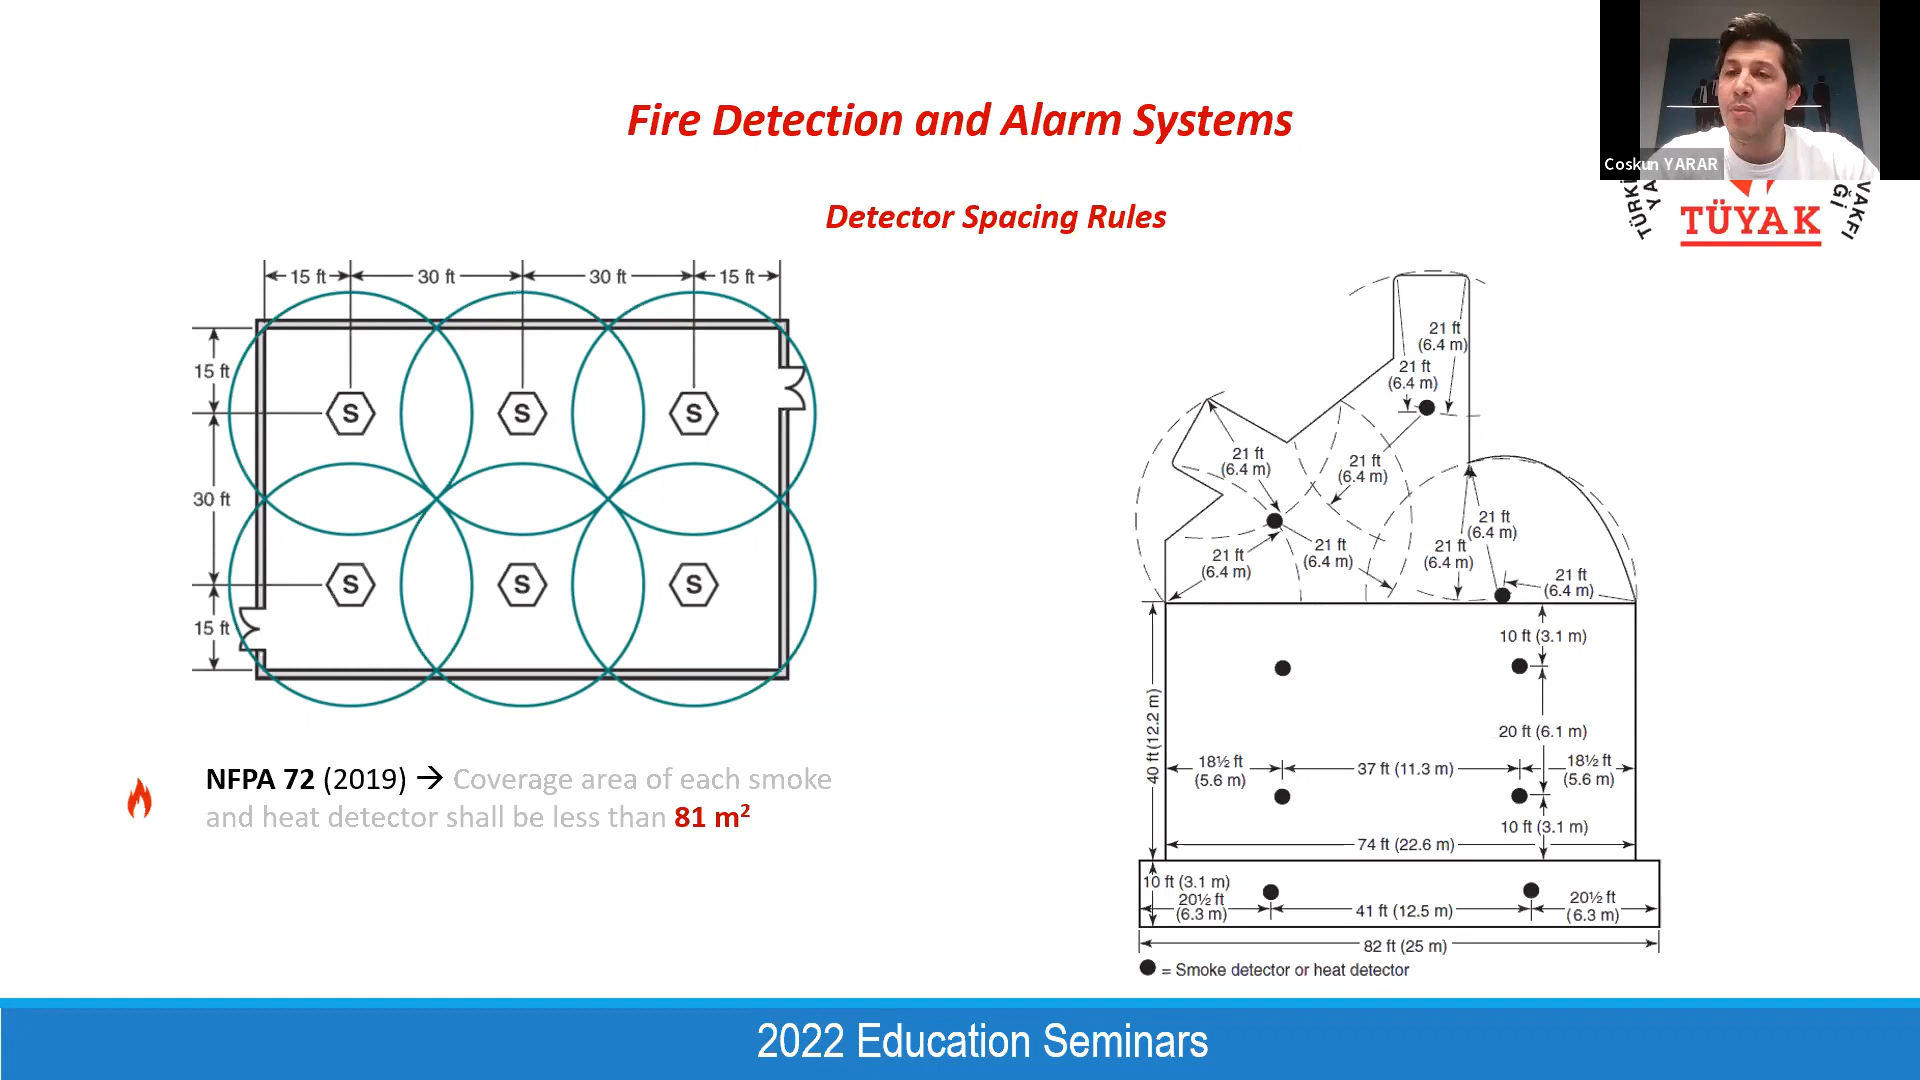 Coskun YARAR
Fire Detection and Alarm Systems
TÜRKİ
YA
VAKFI
Ğİ
TÜYAK
Detector Spacing Rules
15 ft
30 ft
30 ft
15 ft
15 ft
30 ft
15 ft
S
S
S
S
S
S
21 ft
(6.4 m)
21 ft
(6.4 m)
21 ft
(6.4 m)
21 ft
(6.4 m)
21 ft
(6.4 m)
21 ft
(6.4 m)
21 ft
(6.4 m)
21 ft
(6.4 m)
21 ft
(6.4 m)
10 ft (3.1 m)
20 ft (6.1 m)
40 ft (12.2 m)
18½ ft
(5.6 m)
37 ft (11.3 m)
18½ ft
(5.6 m)
10 ft (3.1 m)
74 ft (22.6 m)
10 ft (3.1 m)
20½ ft
(6.3 m)
41 ft (12.5 m)
20½ ft
(6.3 m)
82 ft (25 m)
= Smoke detector or heat detector
NFPA 72 (2019) → Coverage area of each smoke
and heat detector shall be less than 81 m²
2022 Education Seminars